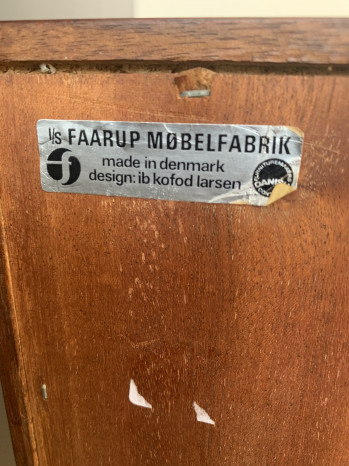 I/S FAARUP MØBELFABRIK
made in denmark
design: ib kofod larsen